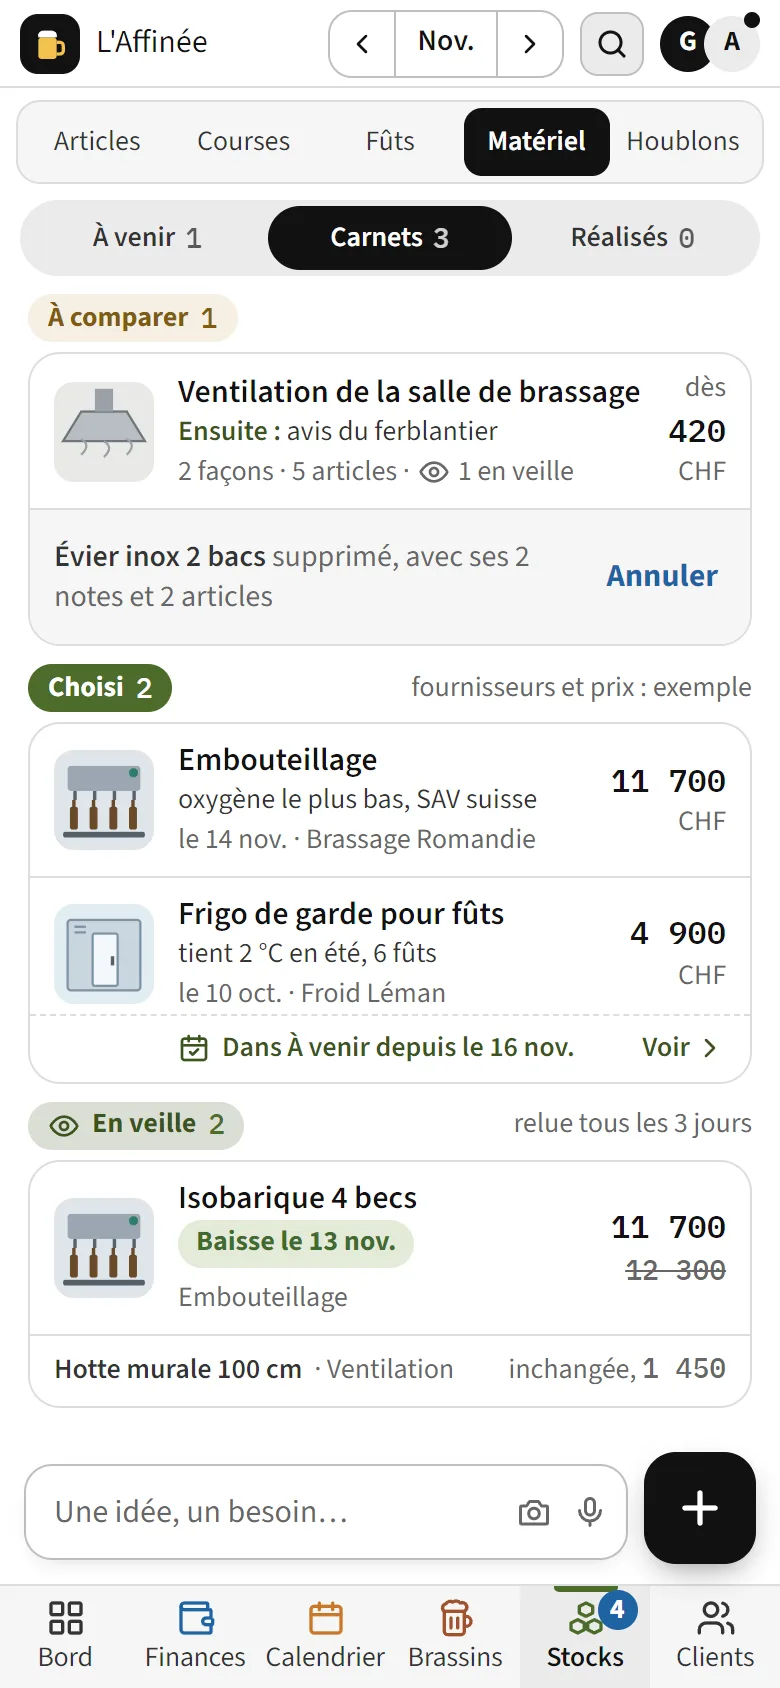 L'Affinée
Nov.
G
A
Articles
Courses
Fûts
Matériel
Houblons
À venir 1
Carnets 3
Réalisés 0
À comparer 1
Ventilation de la salle de brassage
dès
Ensuite : avis du ferblantier
420
2 façons · 5 articles · 1 en veille
CHF
Évier inox 2 bacs supprimé, avec ses 2
notes et 2 articles
Annuler
Choisi 2
fournisseurs et prix : exemple
Embouteillage
oxygène le plus bas, SAV suisse
11 700
le 14 nov. · Brassage Romandie
CHF
Frigo de garde pour fûts
tient 2 °C en été, 6 fûts
4 900
le 10 oct. · Froid Léman
CHF
Dans À venir depuis le 16 nov.
Voir
En veille 2
relue tous les 3 jours
Isobarique 4 becs
11 700
Baisse le 13 nov.
12 300
Embouteillage
Hotte murale 100 cm · Ventilation
inchangée, 1 450
Une idée, un besoin…
4
Bord
Finances
Calendrier
Brassins
Stocks
Clients